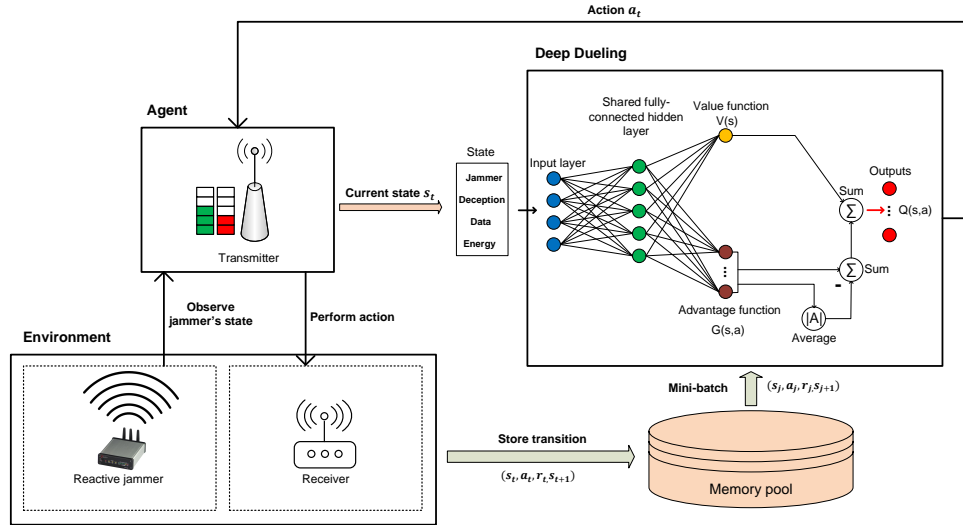 Action a_t
Deep Dueling
Agent
Shared fully-
connected hidden
layer
Value function
V(s)
State
Input layer
Jammer
Deception
Data
Energy
Current state s_t
Sum
Outputs
Σ
Q(s,a)
Transmitter
Σ
Sum
-
Advantage function
G(s,a)
|A|
Average
Observe
jammer's state
Perform action
Environment
Mini-batch
(s_j, a_j, r_j, s_{j+1})
Reactive jammer
Receiver
Store transition
(s_t, a_t, r_t, s_{t+1})
Memory pool